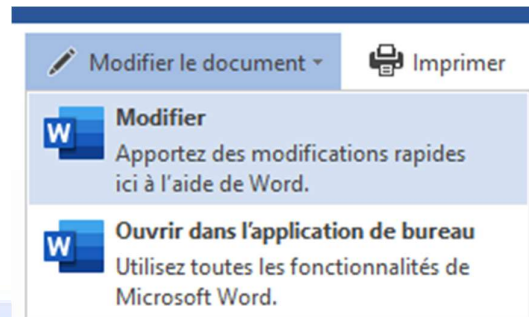 Modifier le document Imprimer
Modifier
Apportez des modifications rapides
ici à l'aide de Word.
Ouvrir dans l'application de bureau
Utilisez toutes les fonctionnalités de
Microsoft Word.